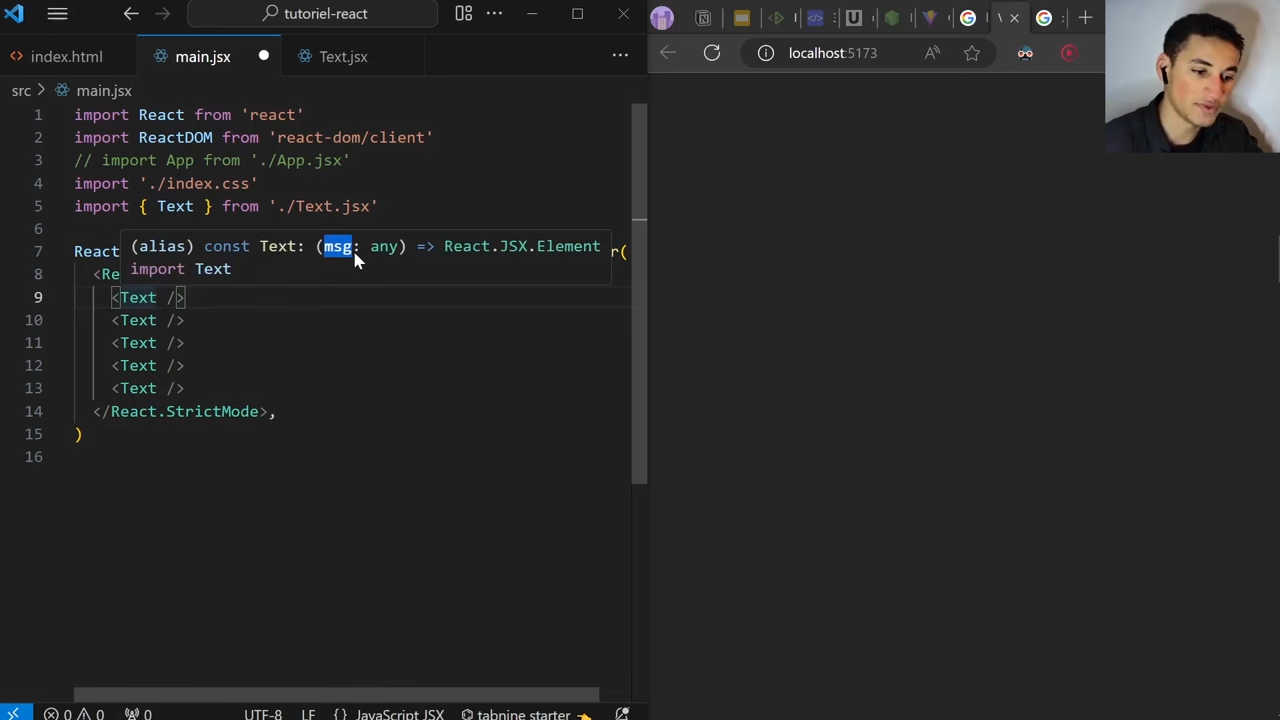 tutoriel-react
index.html
main.jsx
Text.jsx
localhost:5173
src > main.jsx
1 import React from 'react'
2 import ReactDOM from 'react-dom/client'
3 // import App from './App.jsx'
4 import './index.css'
5 import { Text } from './Text.jsx'
6
7 React
(alias) const Text: (msg: any) => React.JSX.Element
import Text
r(
8 <Re
9 <Text />
10 <Text />
11 <Text />
12 <Text />
13 <Text />
14 </React.StrictMode>,
15 )
16
0 0 0 UTF-8 LF {} JavaScript JSX tabnine starter